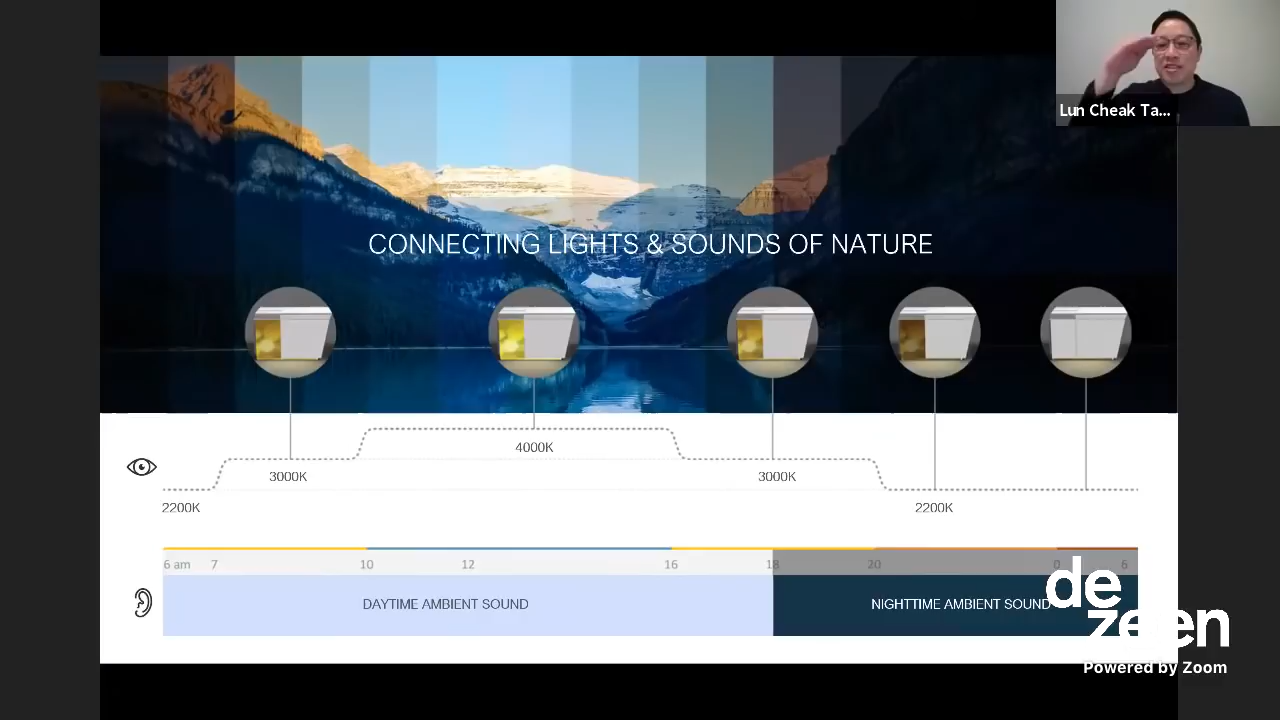 Lun Cheak Ta...
CONNECTING LIGHTS & SOUNDS OF NATURE
4000K
3000K
3000K
2200K
2200K
6 am 7 10 12 16 18 20 0 6
DAYTIME AMBIENT SOUND
NIGHTTIME AMBIENT SOUND
de
zeen
Powered by Zoom